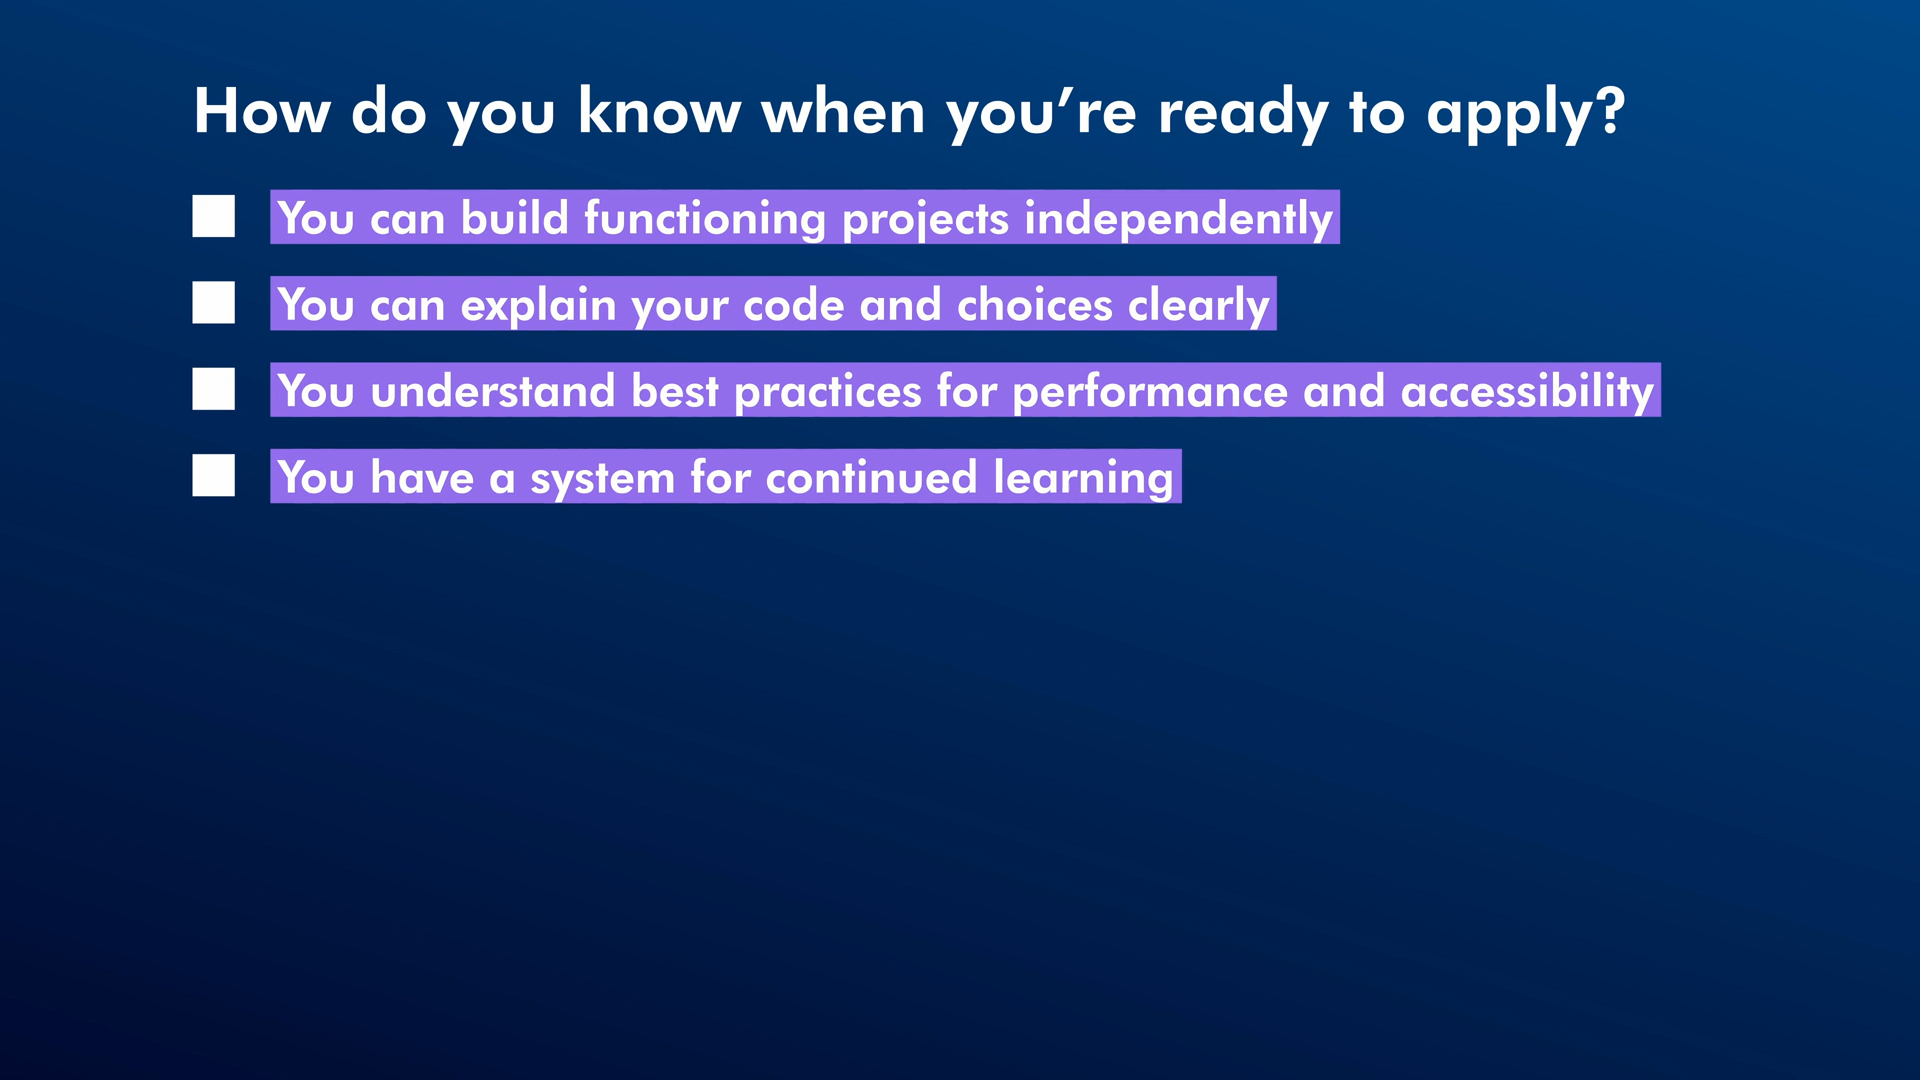 How do you know when you’re ready to apply?
You can build functioning projects independently
You can explain your code and choices clearly
You understand best practices for performance and accessibility
You have a system for continued learning